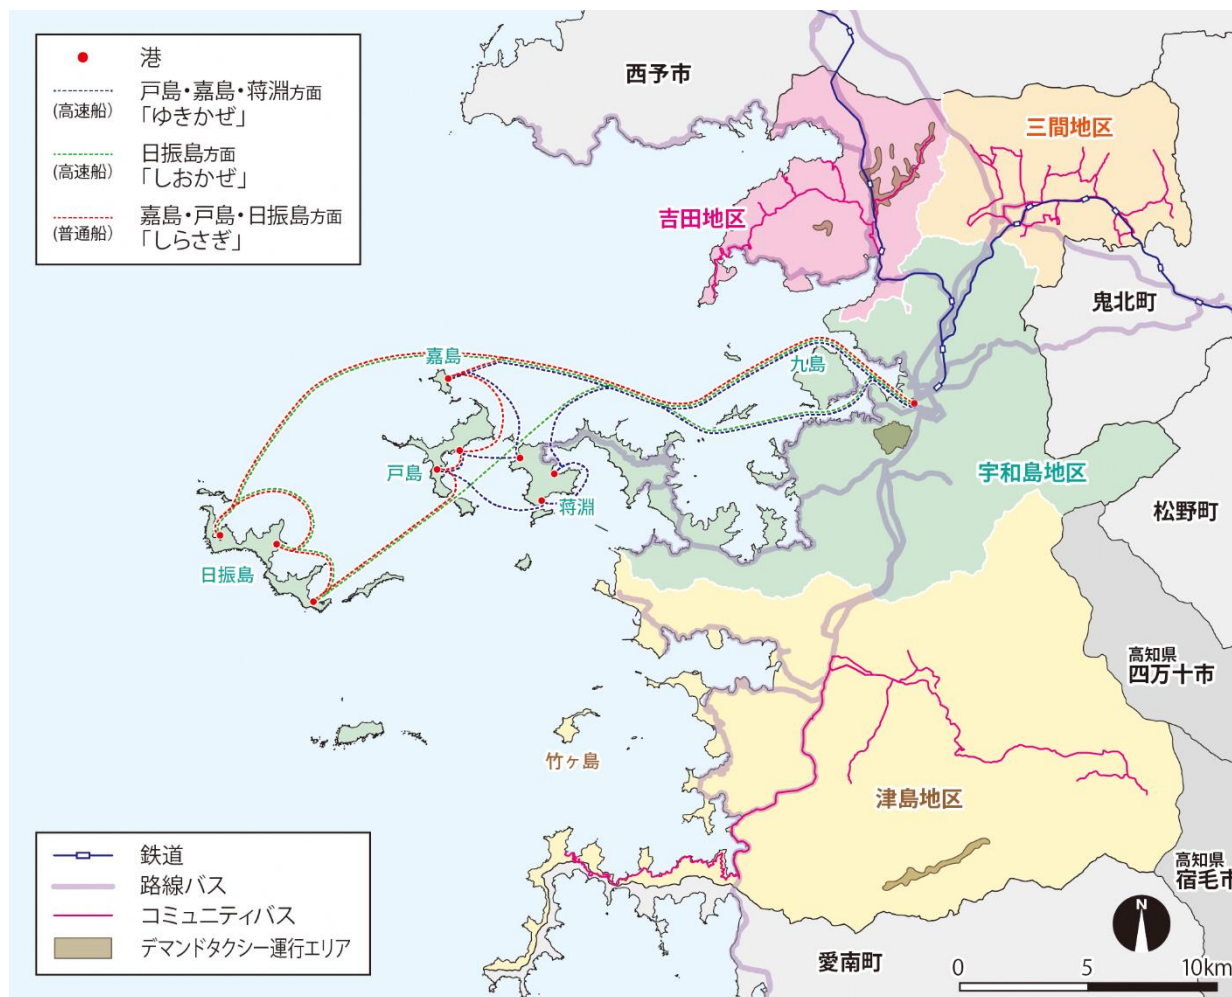 港
戸島・嘉島・蒋淵方面
(高速船)
「ゆきかぜ」
日振島方面
(高速船)
「しおかぜ」
嘉島・戸島・日振島方面
(普通船)
「しらさぎ」
西予市
三間地区
吉田地区
鬼北町
嘉島
九島
戸島
宇和島地区
蒋淵
松野町
日振島
高知県
四万十市
竹ヶ島
津島地区
鉄道
路線バス
コミュニティバス
デマンドタクシー運行エリア
高知県
宿毛市
N
愛南町
0 5 10km